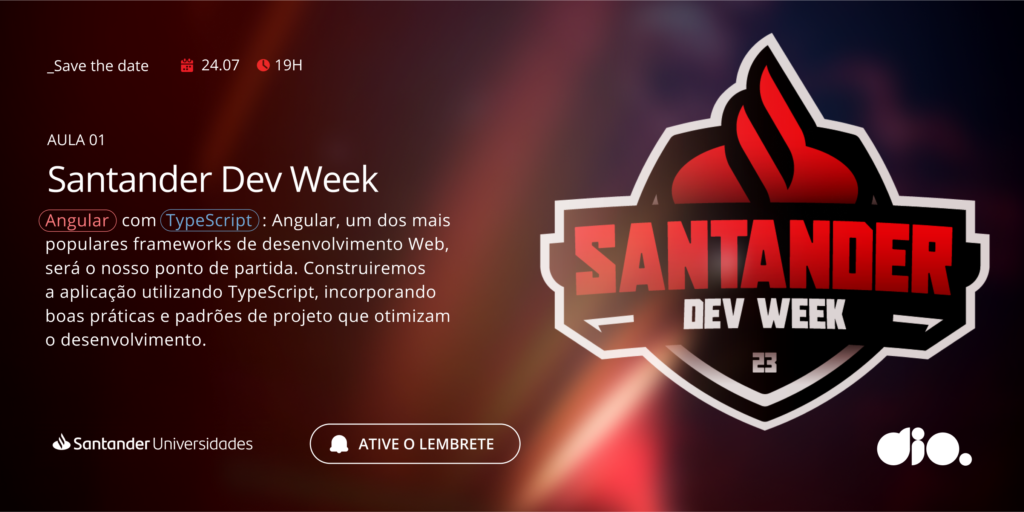 _Save the date 24.07 19H
AULA 01
Santander Dev Week
Angular com TypeScript : Angular, um dos mais
populares frameworks de desenvolvimento Web,
será o nosso ponto de partida. Construiremos
a aplicação utilizando TypeScript, incorporando
boas práticas e padrões de projeto que otimizam
o desenvolvimento.
Santander Universidades
ATIVE O LEMBRETE
SANTANDER
DEV WEEK
23
dio.